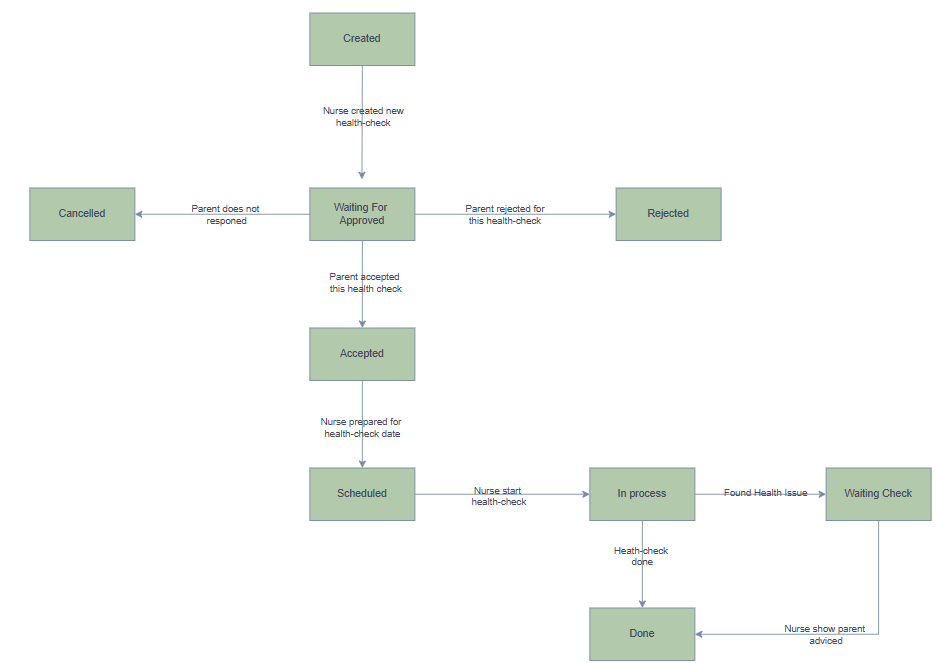 Created
Nurse created new
health-check
Cancelled
Parent does not
responed
Waiting For
Approved
Parent rejected for
this health-check
Rejected
Parent accepted
this health check
Accepted
Nurse prepared for
health-check date
Scheduled
Nurse start
health-check
In process
Found Health Issue
Waiting Check
Heath-check
done
Done
Nurse show parent
adviced